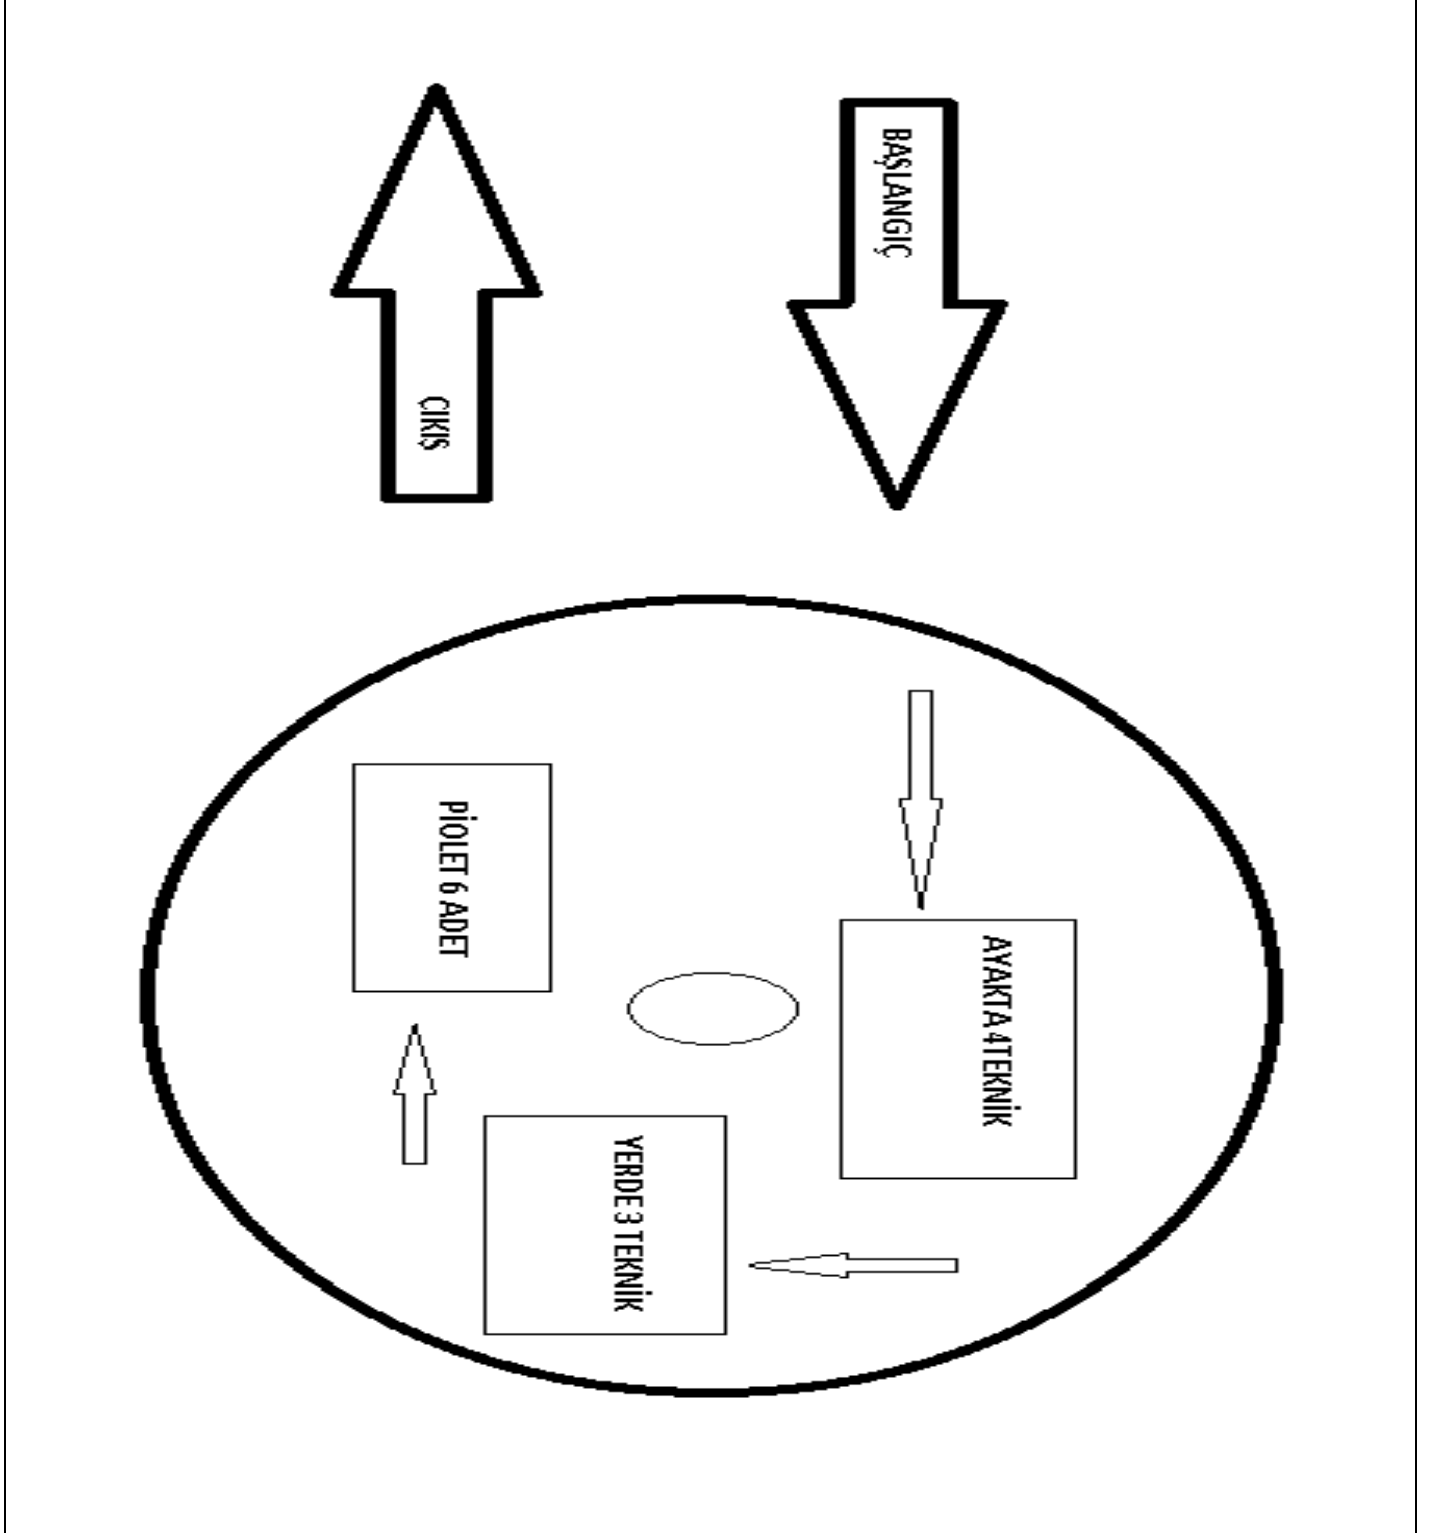 BAŞLANGIÇ
AYAKTA 4 TEKNİK
YERDE 3 TEKNİK
PİOLET 6 ADET
ÇIKIŞ